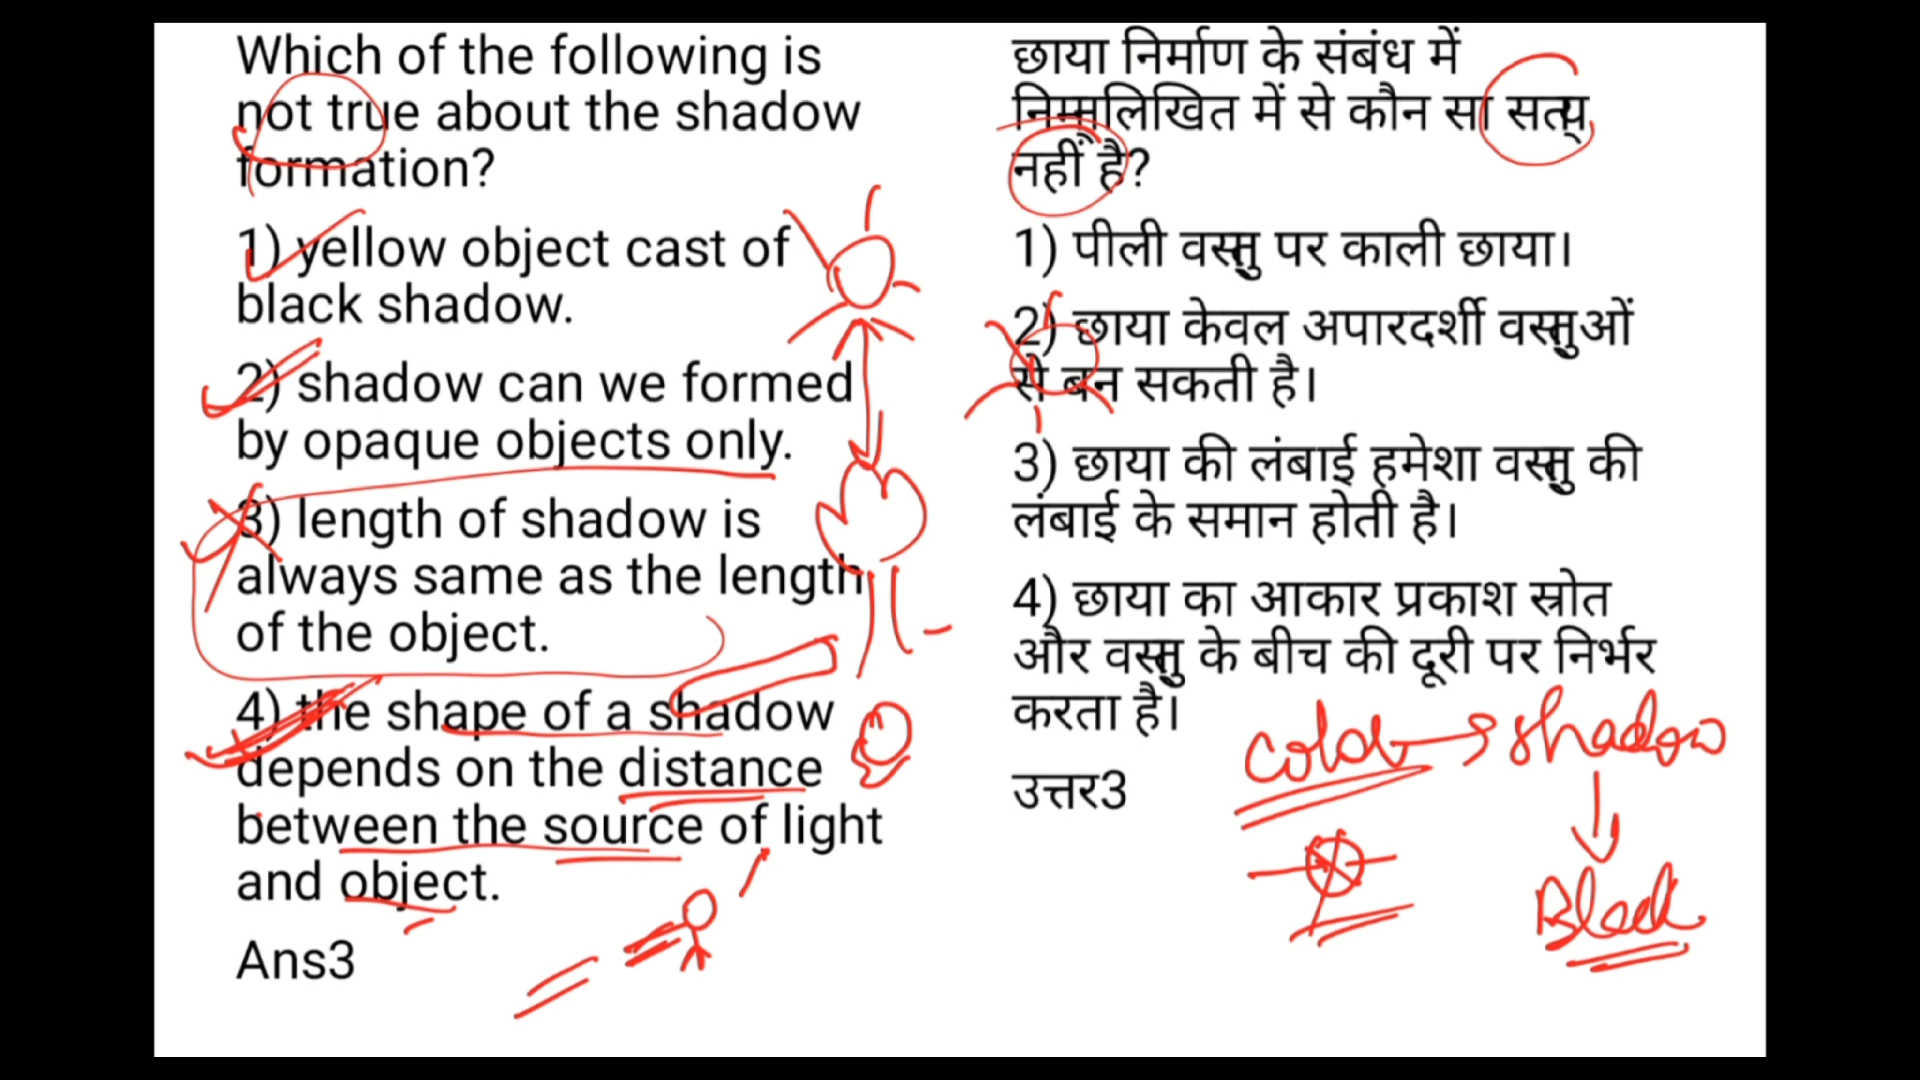 Which of the following is
not true about the shadow
formation?
1) yellow object cast of
black shadow.
2) shadow can we formed
by opaque objects only.
3) length of shadow is
always same as the length
of the object.
4) the shape of a shadow
depends on the distance
between the source of light
and object.
Ans3
छाया निर्माण के संबंध में
निम्नलिखित में से कौन सा सत्य
नहीं है?
1) पीली वस्तु पर काली छाया।
2) छाया केवल अपारदर्शी वस्तुओं
से बन सकती है।
3) छाया की लंबाई हमेशा वस्तु की
लंबाई के समान होती है।
4) छाया का आकार प्रकाश स्रोत
और वस्तु के बीच की दूरी पर निर्भर
करता है।
उत्तर3
shadow